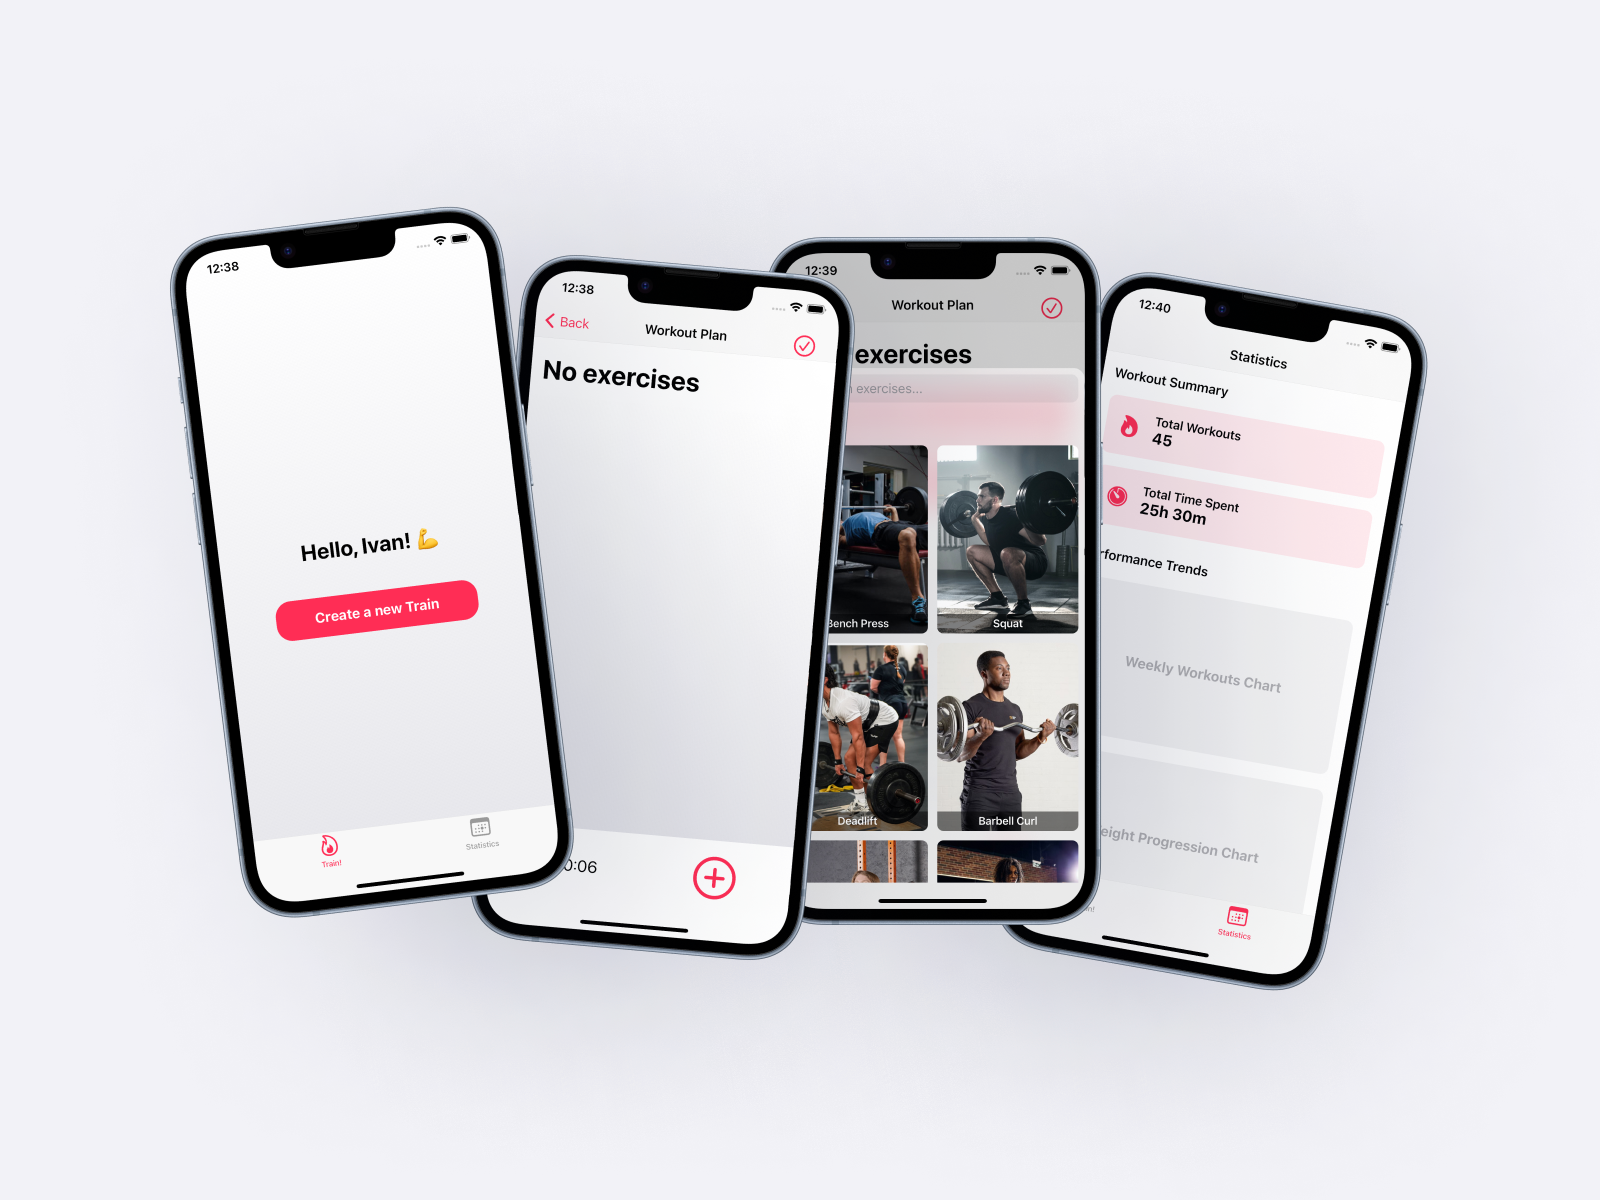 12:38
Hello, Ivan! 💪
Create a new Train
Train!
Statistics
12:38
Back
Workout Plan
No exercises
0:06
12:39
Workout Plan
exercises
exercises...
Bench Press
Squat
Deadlift
Barbell Curl
12:40
Statistics
Workout Summary
Total Workouts
45
Total Time Spent
25h 30m
rformance Trends
Weekly Workouts Chart
eight Progression Chart
Statistics